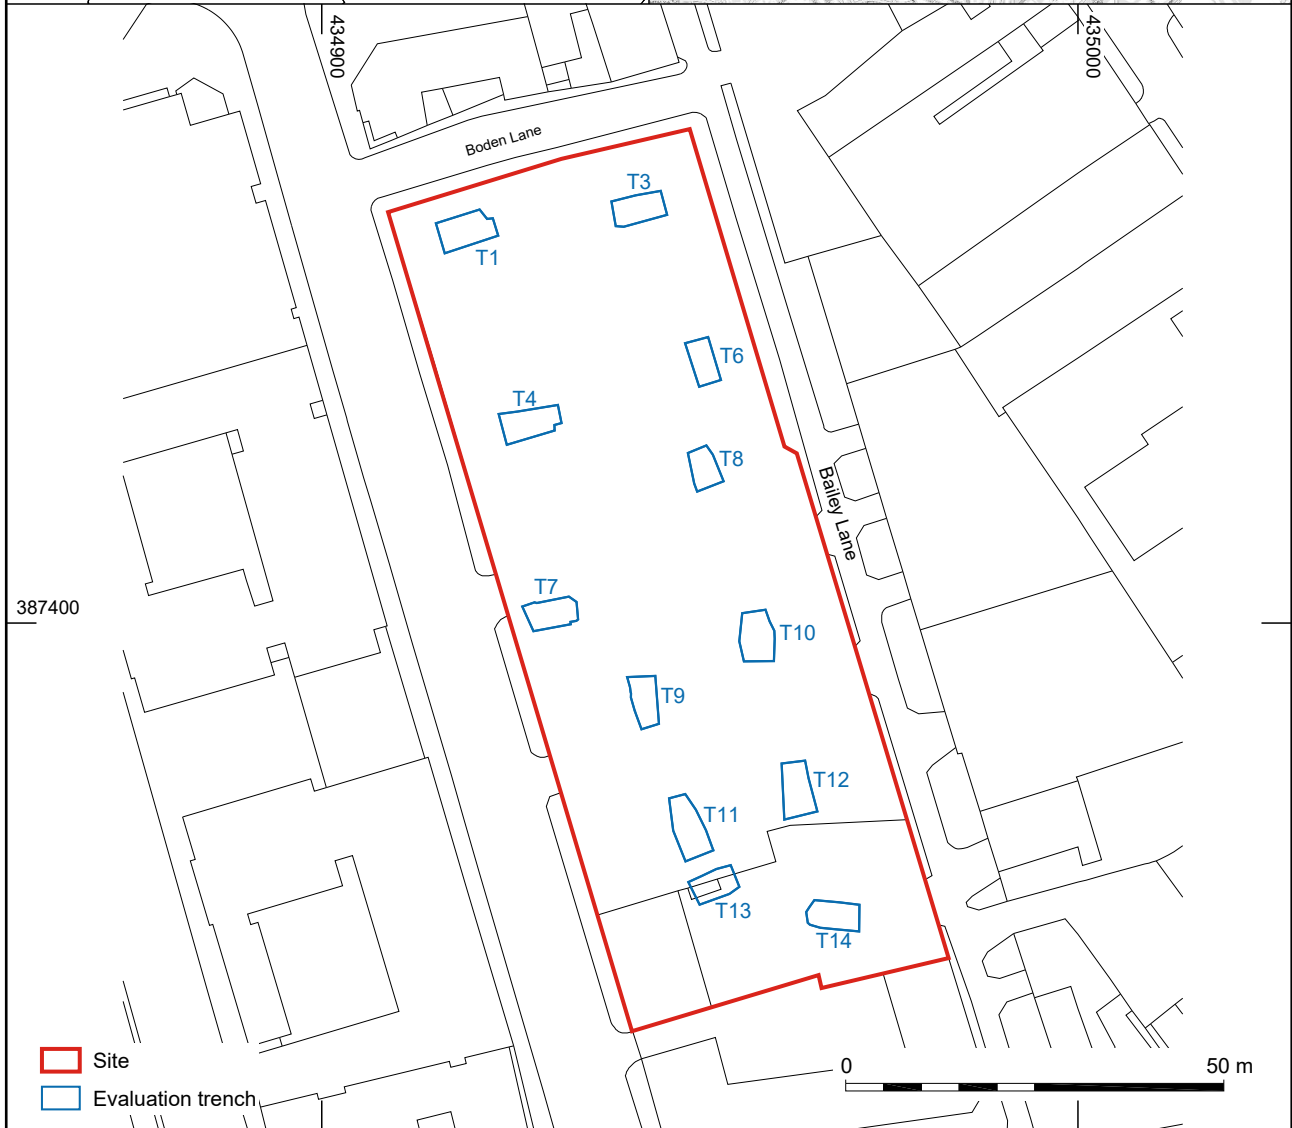 434900
435000
Boden Lane
T3
T1
T6
T4
T8
Bailey Lane
T7
387400
T10
T9
T12
T11
T13
T14
Site
0 50 m
Evaluation trench